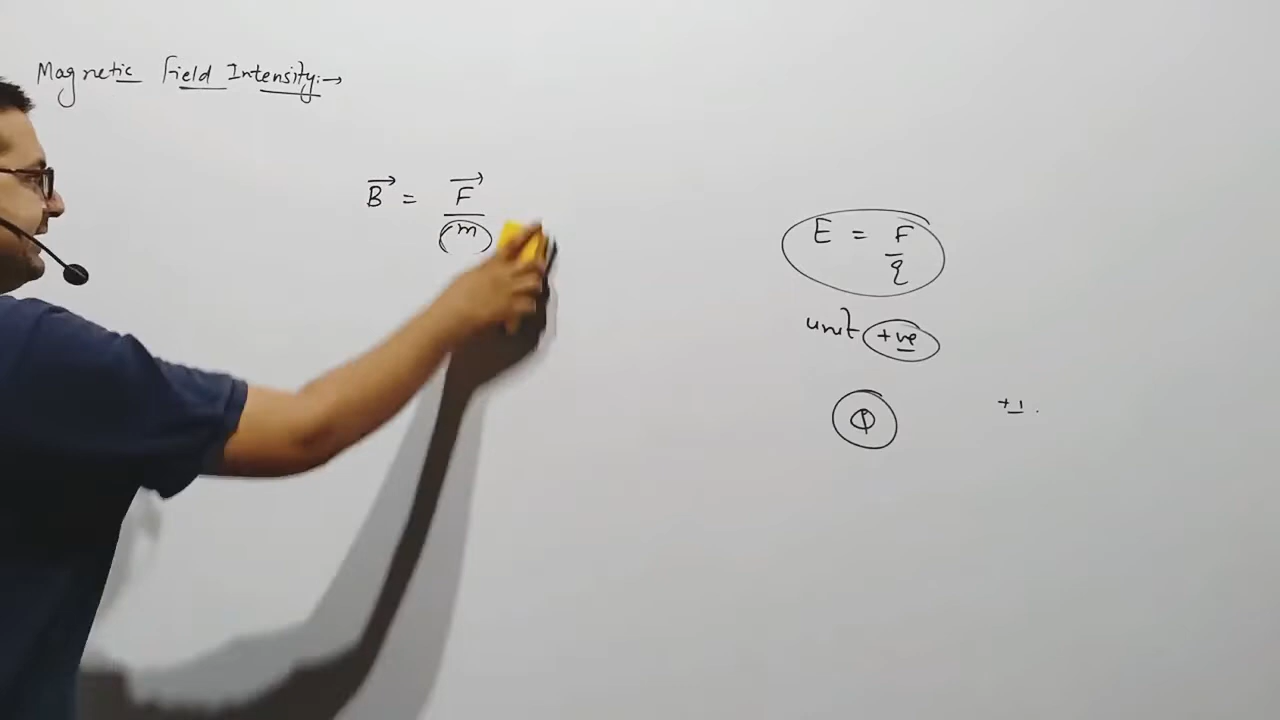 Magnetic Field Intensity:→
B = F/m
E = F/q
unit +ve
+1.